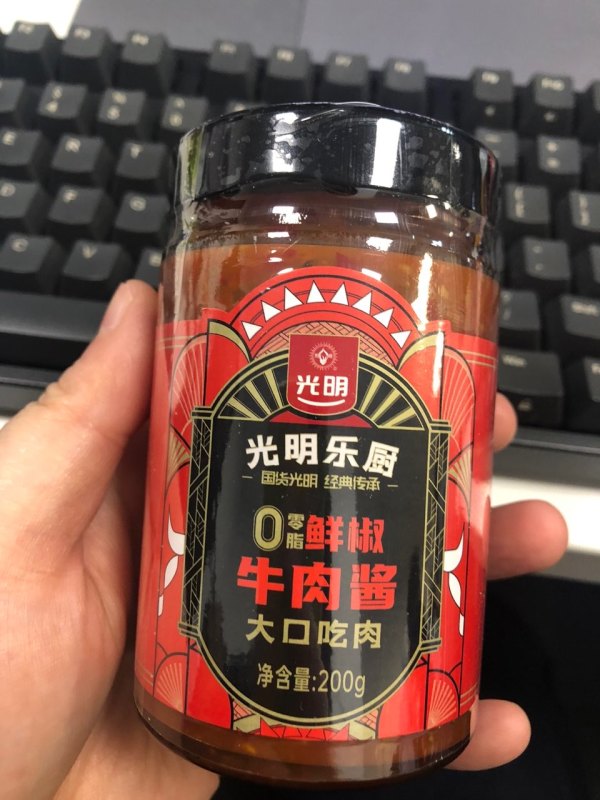 光明
光明乐厨
国货光明 经典传承
0零脂鲜椒
牛肉酱
大口吃肉
净含量:200g